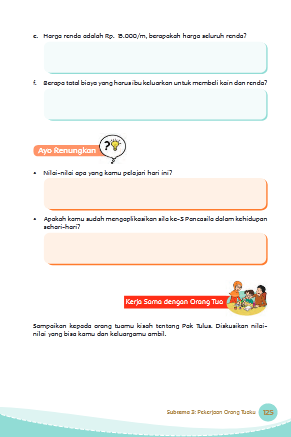 e. Harga renda adalah Rp. 15.000/m, berapakah harga seluruh renda?
f. Berapa total biaya yang harus ibu keluarkan untuk membeli kain dan renda?
Ayo Renungkan
• Nilai-nilai apa yang kamu pelajari hari ini?
• Apakah kamu sudah mengaplikasikan sila ke-3 Pancasila dalam kehidupan
sehari-hari?
Kerja Sama dengan Orang Tua
Sampaikan kepada orang tuamu kisah tentang Pak Tulus. Diskusikan nilai-
nilai yang bisa kamu dan keluargamu ambil.
Subtema 3: Pekerjaan Orang Tuaku 125